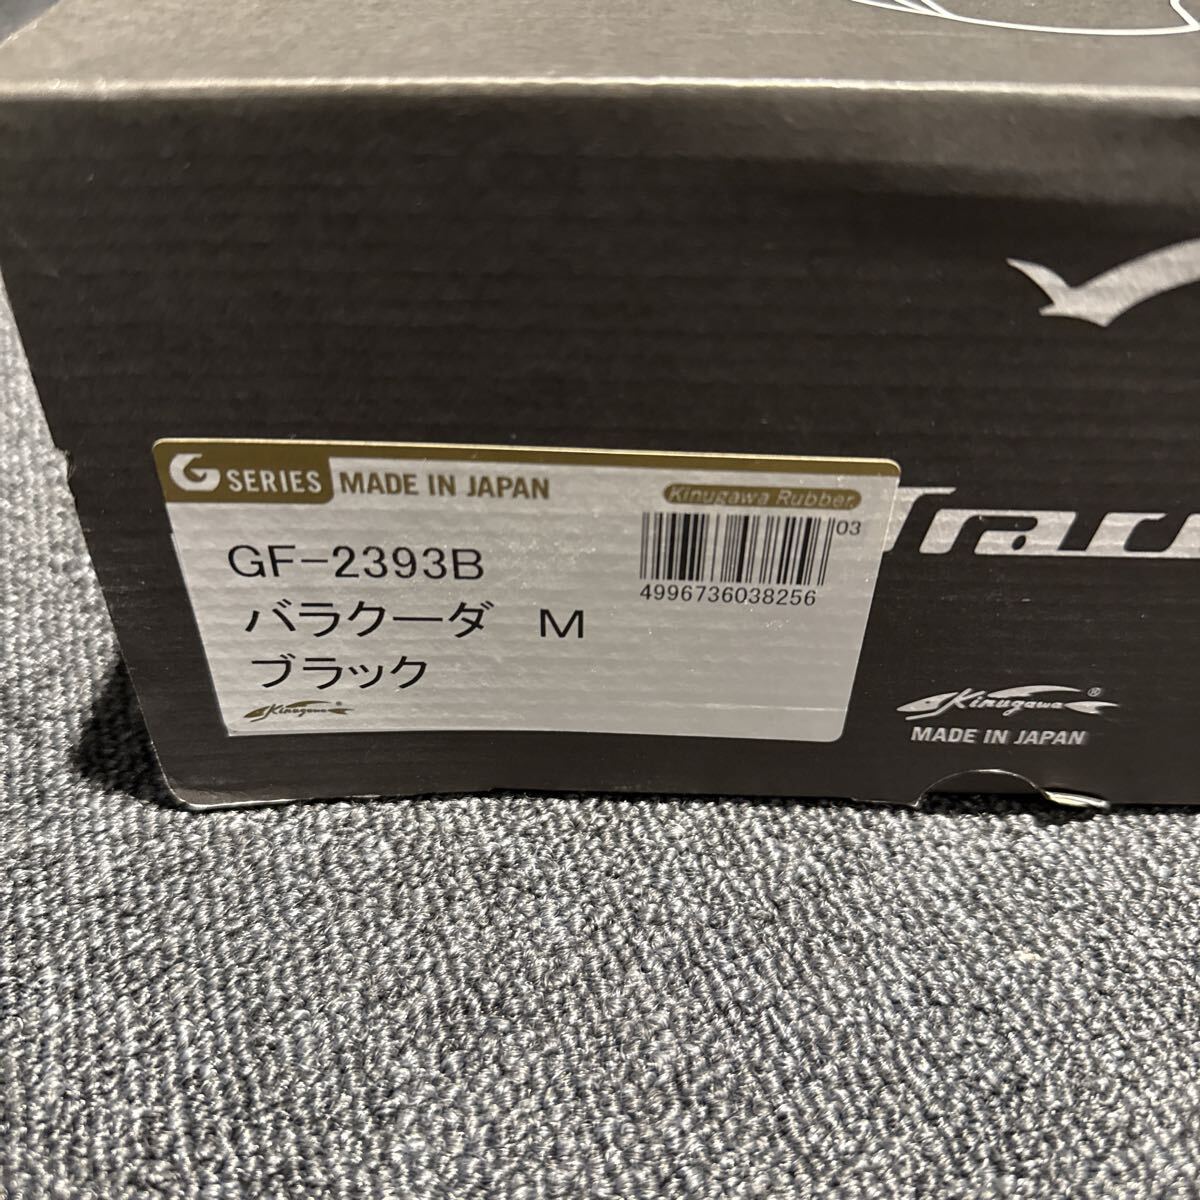 G SERIES MADE IN JAPAN
Kinugawa Rubber
03
GF-2393B
4996736038256
バラクーダ M
ブラック
Kinugawa
Kinugawa®
MADE IN JAPAN